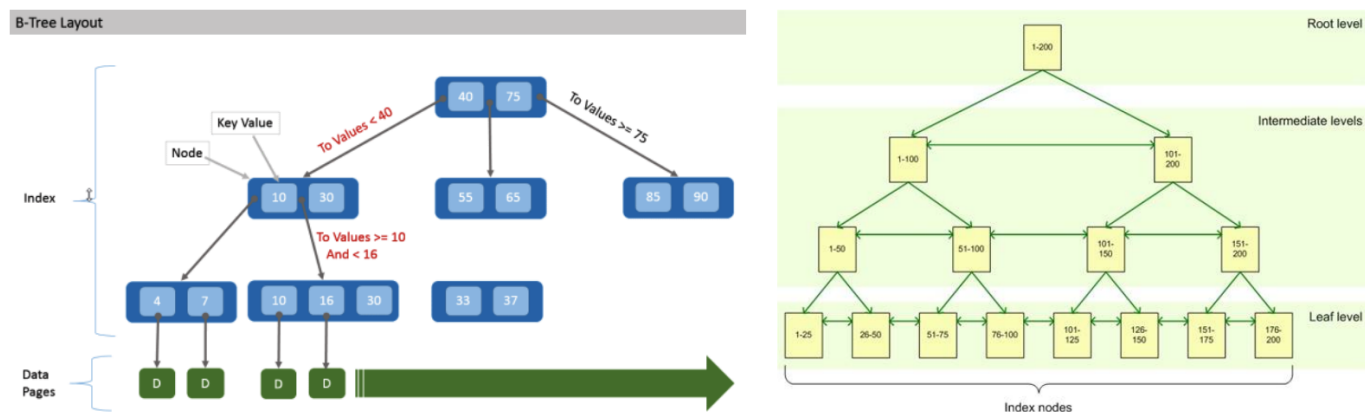 B-Tree Layout
40 75
To Values < 40
To Values >= 75
Key Value
Node
Index
10 30
55 65
85 90
To Values >= 10
And < 16
4 7
10 16 30
33 37
Data
Pages
D D D D
Root level
1-200
Intermediate levels
1-100
101-
200
1-50
51-100
101-
150
151-
200
Leaf level
1-25
26-50
51-75
76-100
101-
125
126-
150
151-
175
176-
200
Index nodes